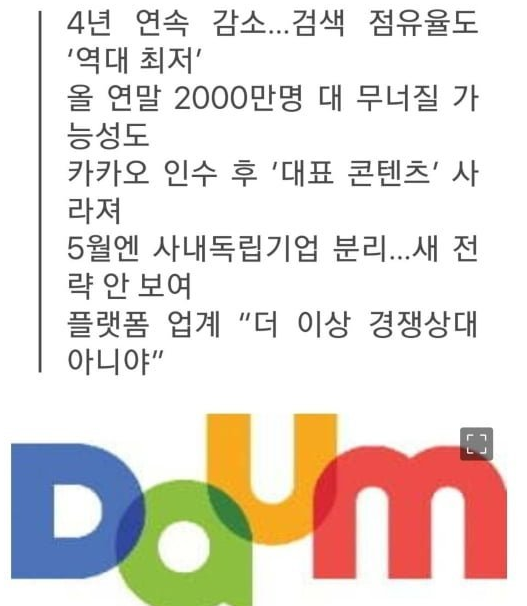 4년 연속 감소...검색 점유율도
‘역대 최저’
올 연말 2000만명 대 무너질 가
능성도
카카오 인수 후 ‘대표 콘텐츠’ 사
라져
5월엔 사내독립기업 분리...새 전
략 안 보여
플랫폼 업계 “더 이상 경쟁상대
아니야”
Daum